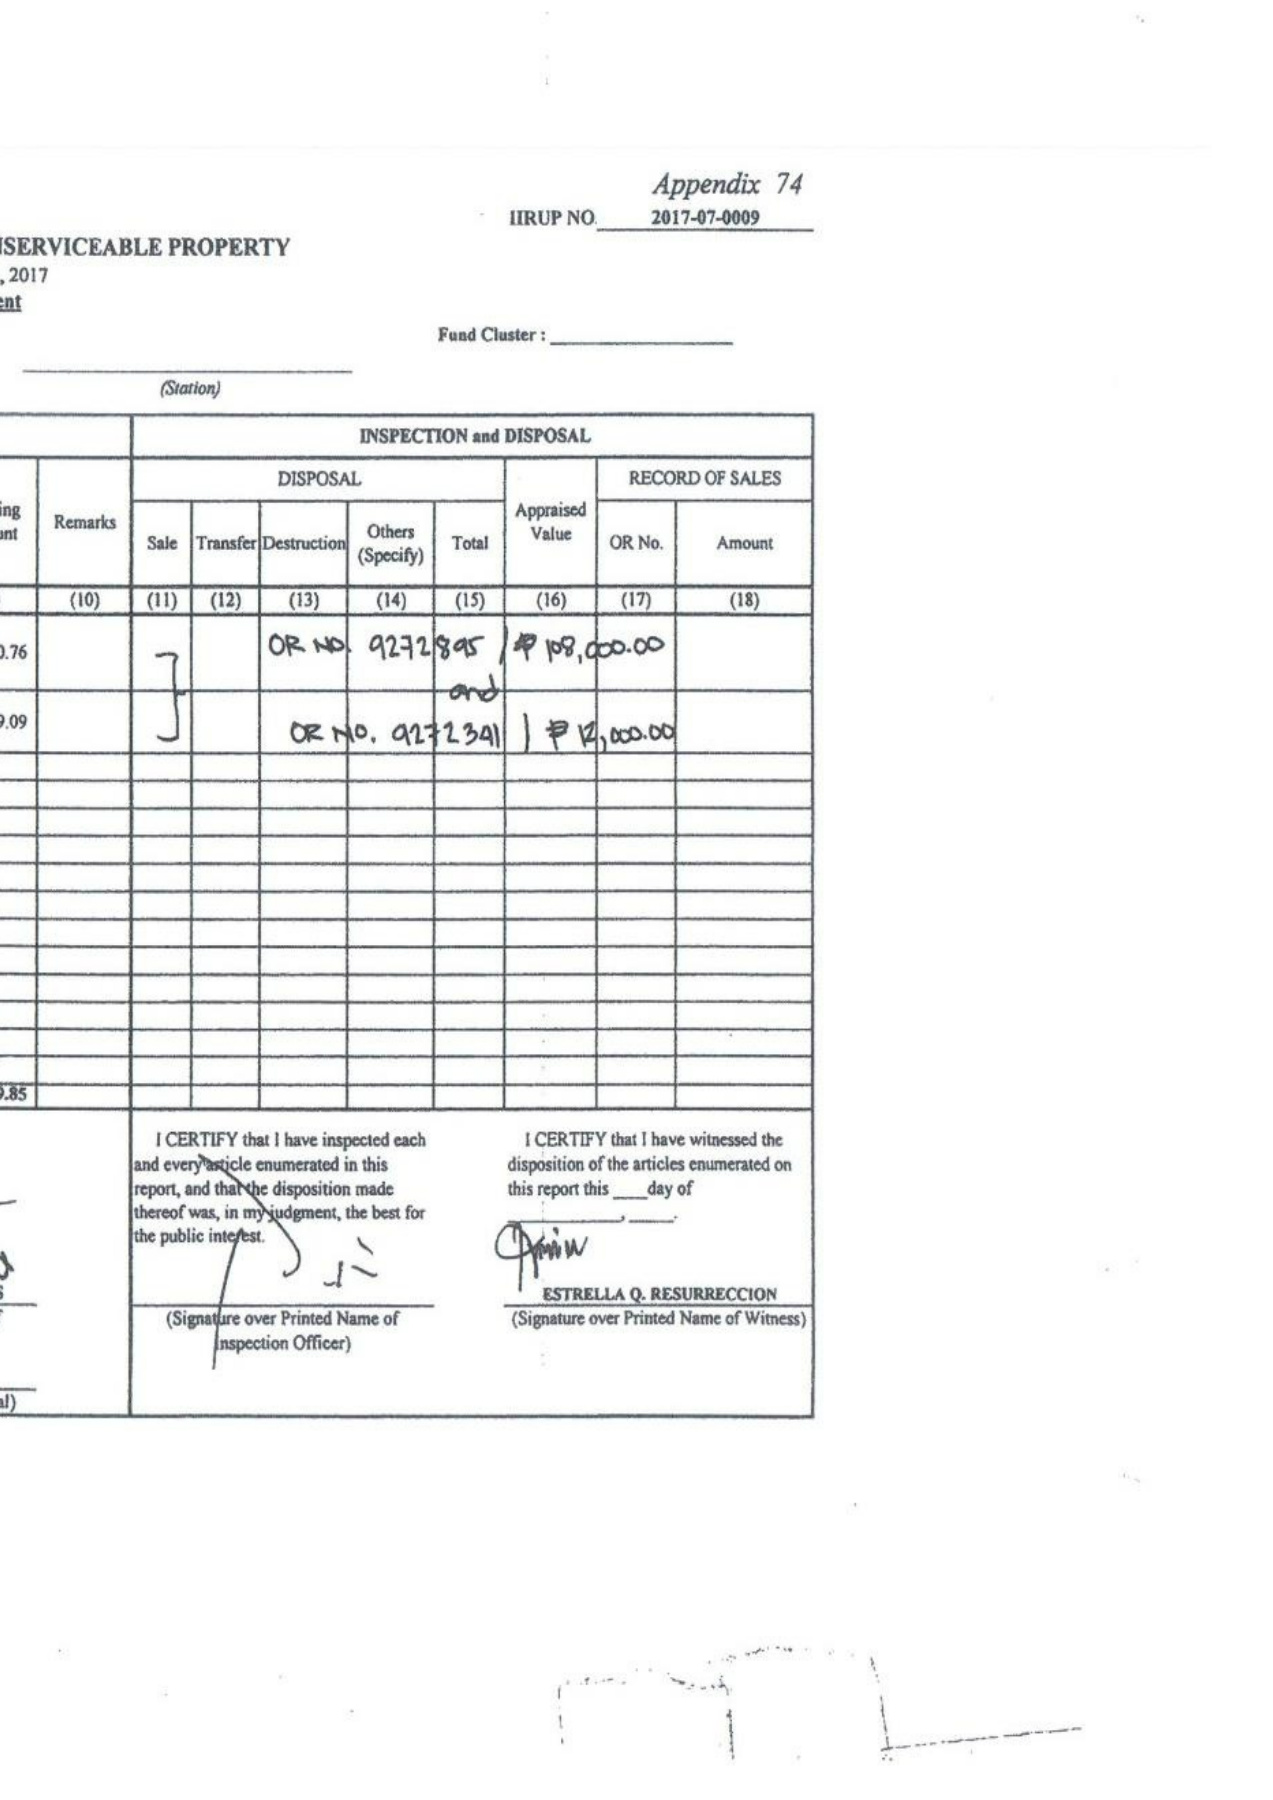 Appendix 74
IIRUP NO. 2017-07-0009
NSERVICEABLE PROPERTY
, 2017
ent
Fund Cluster :
(Station)
INSPECTION and DISPOSAL
DISPOSAL
RECORD OF SALES
ing
unt
Remarks
Sale
Transfer
Destruction
Others
(Specify)
Total
Appraised
Value
OR No.
Amount
(10) (11) (12) (13) (14) (15) (16) (17) (18)
0.76
OR NO. 9272895 / ₱ 108,000.00
and
9.09
OR NO. 9272391 / ₱ 12,000.00
9.85
I CERTIFY that I have inspected each
and every article enumerated in this
report, and that the disposition made
thereof was, in my judgment, the best for
the public interest.
(Signature over Printed Name of
Inspection Officer)
I CERTIFY that I have witnessed the
disposition of the articles enumerated on
this report this ____day of
________, ____.
ESTRELLA Q. RESURRECCION
(Signature over Printed Name of Witness)
al)